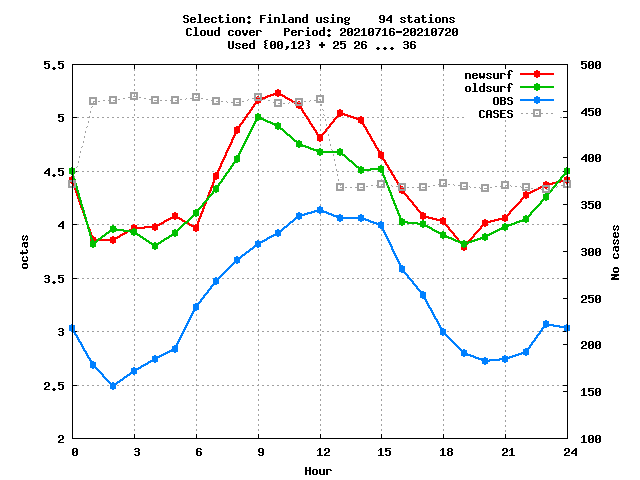 Selection: Finland using    94 stations
Cloud cover   Period: 20210716-20210720
Used {00,12} + 25 26 ... 36
5.5
5
4.5
4
3.5
3
2.5
2
octas
500
450
400
350
300
250
200
150
100
No cases
newsurf
oldsurf
OBS
CASES
0 3 6 9 12 15 18 21 24
Hour